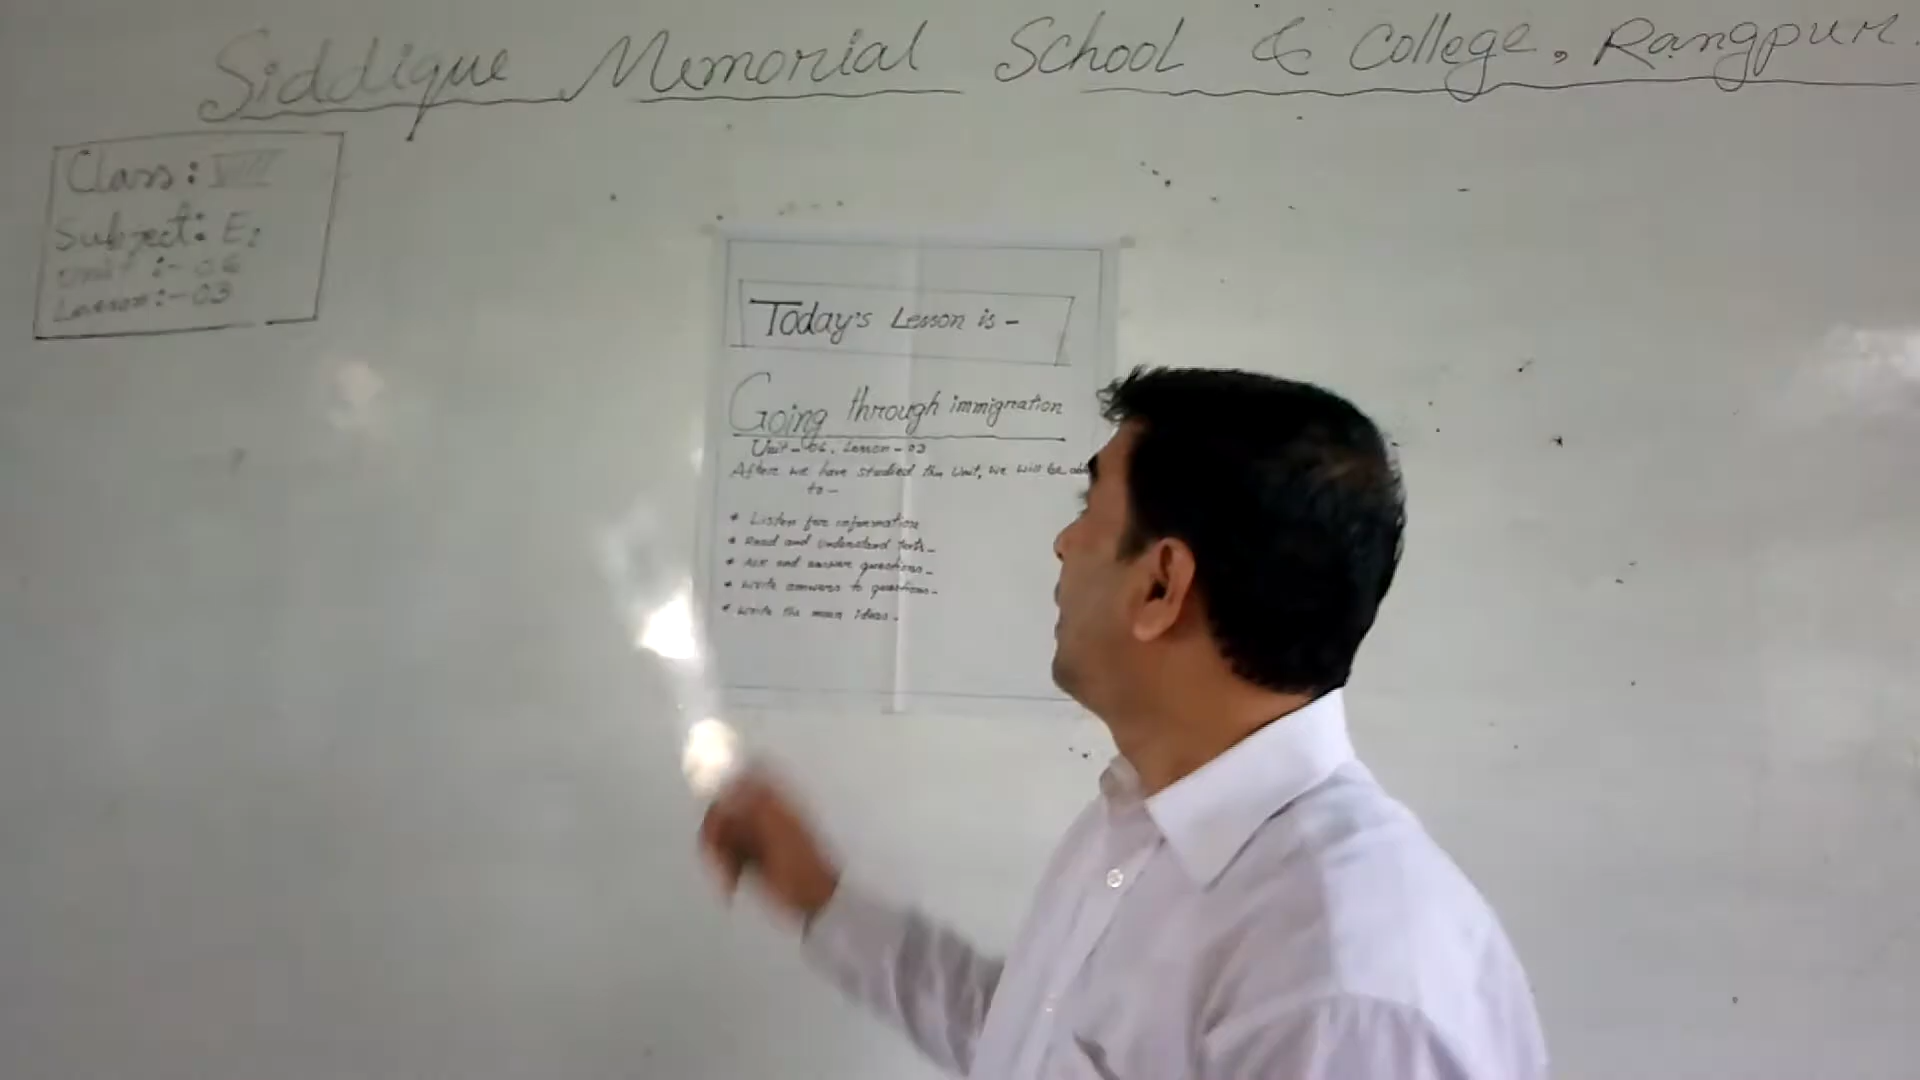 Siddique Memorial School & College, Rangpur.
Class: VIII
Subject: E2
Unit :- 06
Lesson :- 03
Today's Lesson is -
Going through immigration
Unit - 06, Lesson - 03
After we have studied this Unit, we will be able
to -
* Listen for information
* Read and understand texts -
* Ask and answer questions -
* Write answers to questions -
* Write the main ideas -